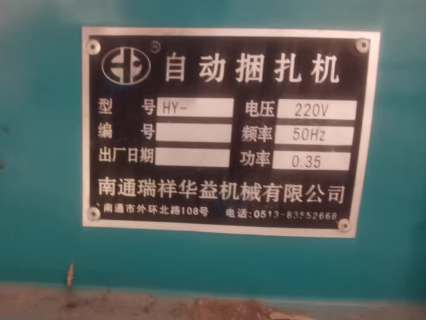 ® 自动捆扎机
型 号 HY- 电压 220V
编 号 频率 50Hz
出厂日期 功率 0.35
南通瑞祥华益机械有限公司
南通市外环北路108号 电话:0513-83552668